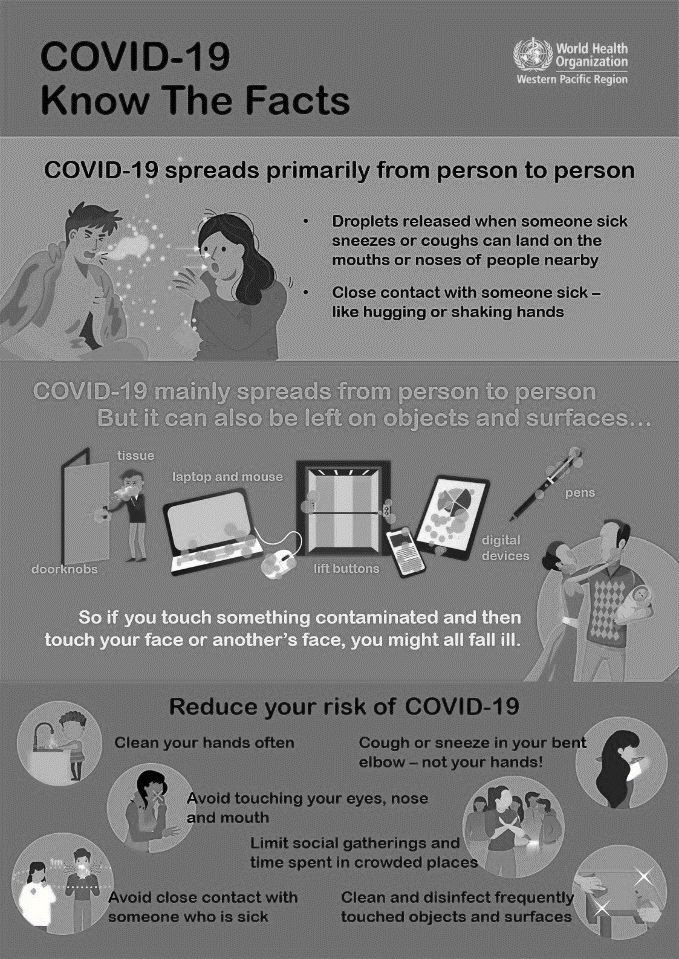 COVID-19
Know The Facts
World Health
Organization
Western Pacific Region
COVID-19 spreads primarily from person to person
• Droplets released when someone sick
sneezes or coughs can land on the
mouths or noses of people nearby
• Close contact with someone sick –
like hugging or shaking hands
COVID-19 mainly spreads from person to person
But it can also be left on objects and surfaces...
tissue
laptop and mouse
pens
doorknobs
lift buttons
digital
devices
So if you touch something contaminated and then
touch your face or another's face, you might all fall ill.
Reduce your risk of COVID-19
Clean your hands often
Cough or sneeze in your bent
elbow – not your hands!
Avoid touching your eyes, nose
and mouth
Limit social gatherings and
time spent in crowded places
1m
Avoid close contact with
someone who is sick
Clean and disinfect frequently
touched objects and surfaces